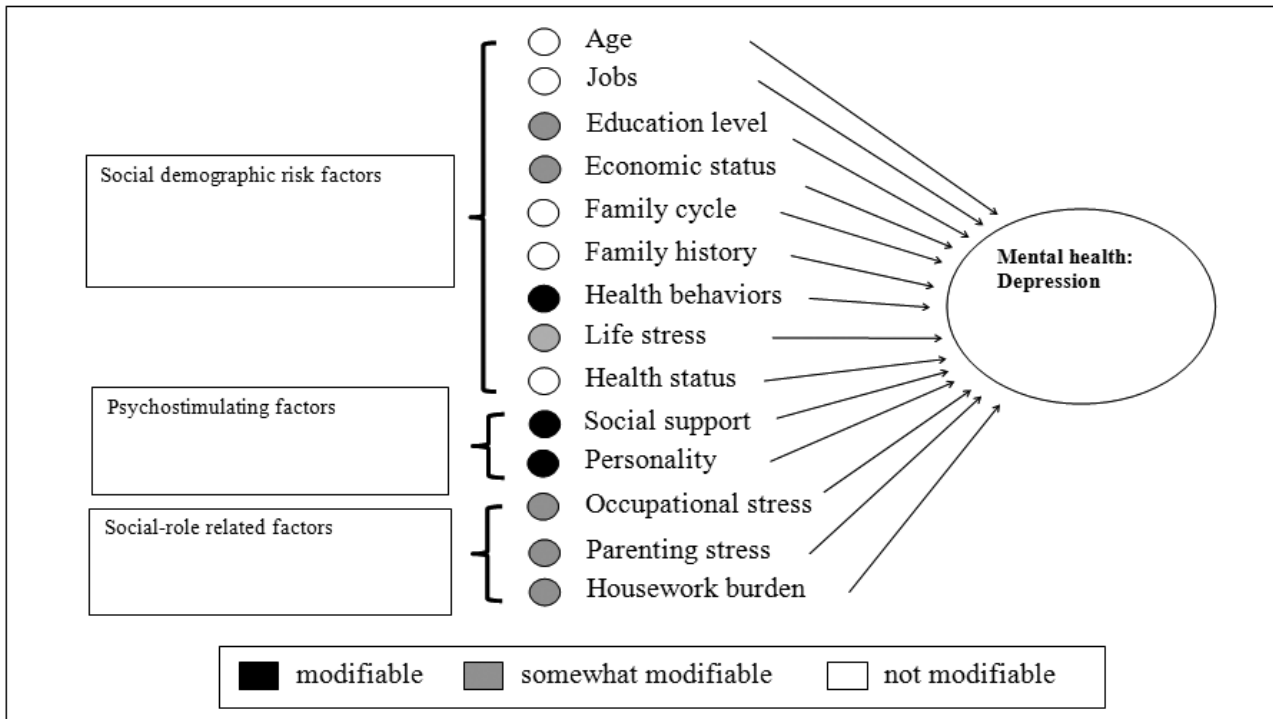 Age
Jobs
Education level
Economic status
Family cycle
Family history
Health behaviors
Life stress
Health status
Social support
Personality
Occupational stress
Parenting stress
Housework burden
Social demographic risk factors
Psychostimulating factors
Social-role related factors
Mental health:
Depression
modifiable
somewhat modifiable
not modifiable